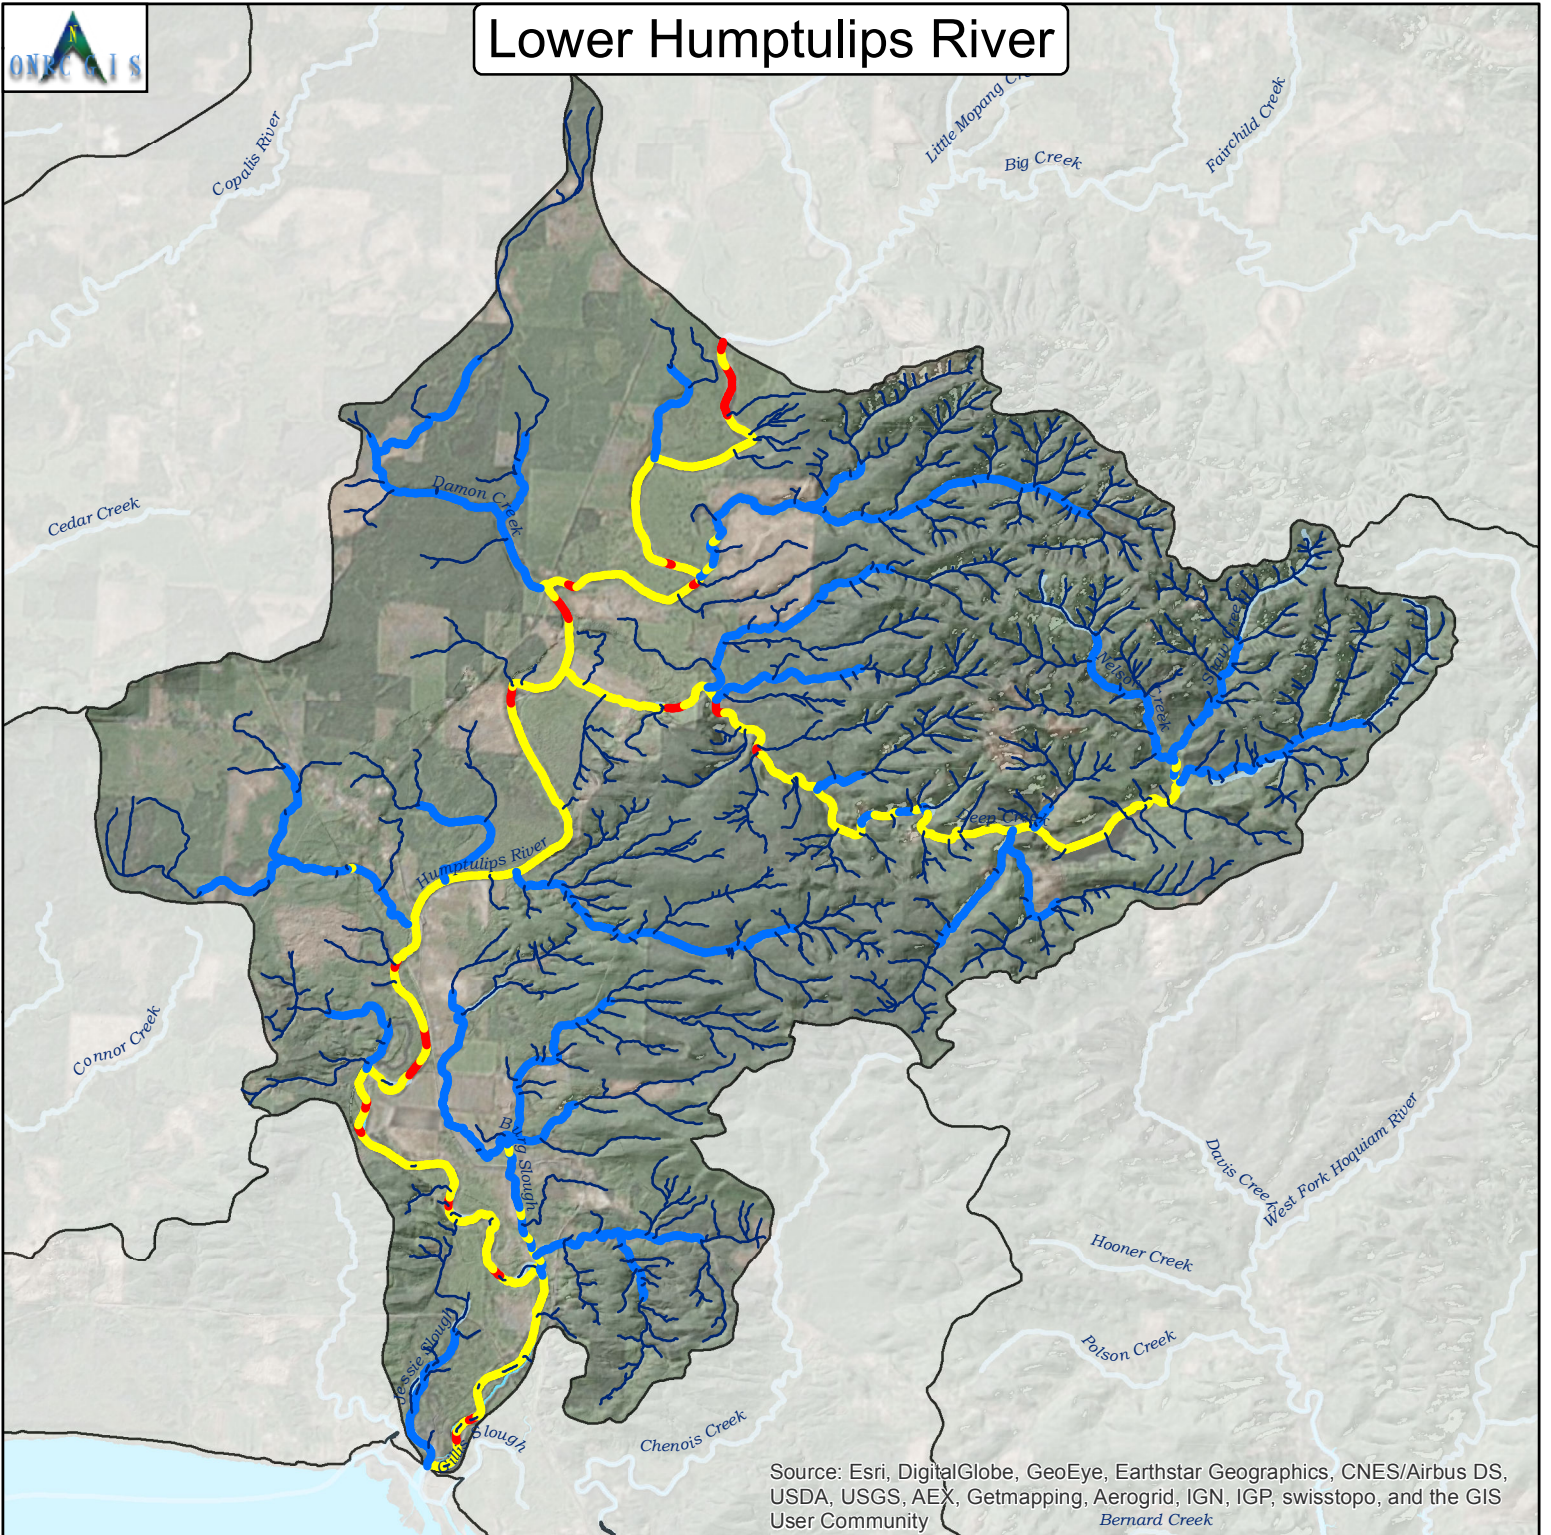 Lower Humptulips River
N
ONRC GIS
Copalis River
Big Creek
Fairchild Creek
Little Mopang
Cedar Creek
Damon Creek
Nelson Creek
Humptulips River
Connor Creek
Burg Slough
Jessie Slough
Slough
Chenois Creek
Davis Creek
West Fork Hoquiam River
Hooner Creek
Polson Creek
Source: Esri, DigitalGlobe, GeoEye, Earthstar Geographics, CNES/Airbus DS,
USDA, USGS, AEX, Getmapping, Aerogrid, IGN, IGP, swisstopo, and the GIS
User Community
Bernard Creek